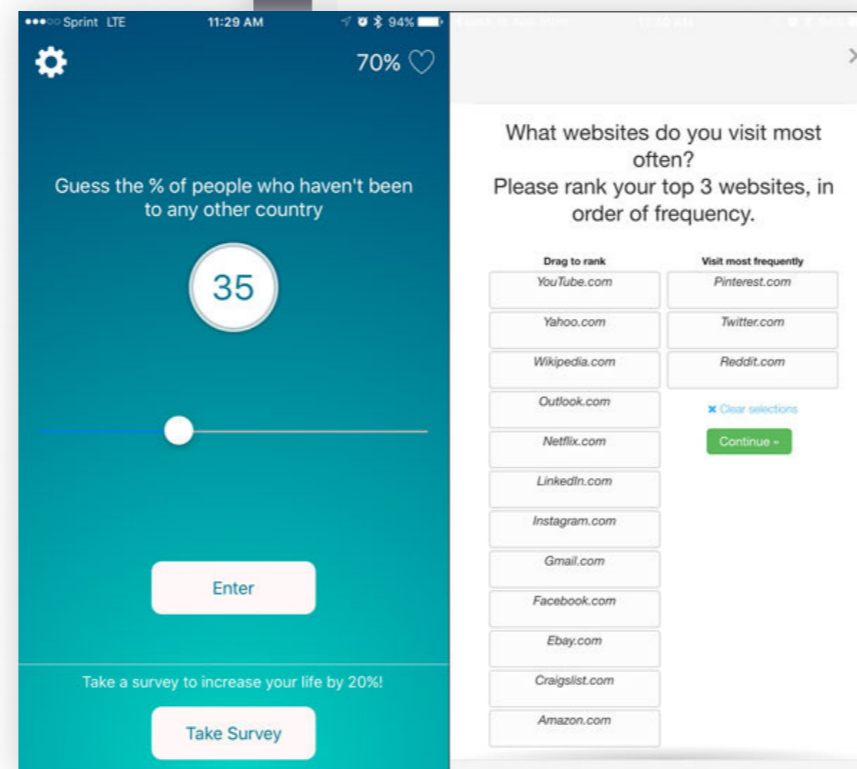 Sprint LTE 11:29 AM 94%
70%
Guess the % of people who haven't been
to any other country
35
Enter
Take a survey to increase your life by 20%!
Take Survey
×
What websites do you visit most
often?
Please rank your top 3 websites, in
order of frequency.
Drag to rank
YouTube.com
Yahoo.com
Wikipedia.com
Outlook.com
Netflix.com
LinkedIn.com
Instagram.com
Gmail.com
Facebook.com
Ebay.com
Craigslist.com
Amazon.com
Visit most frequently
Pinterest.com
Twitter.com
Reddit.com
× Clear selections
Continue »